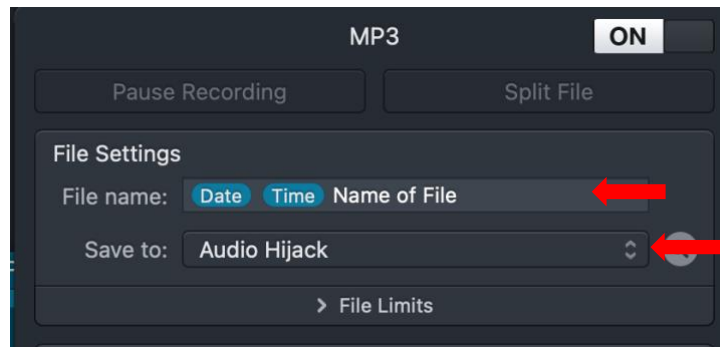 MP3 ON
Pause Recording Split File
File Settings
File name: Date Time Name of File
Save to: Audio Hijack
> File Limits